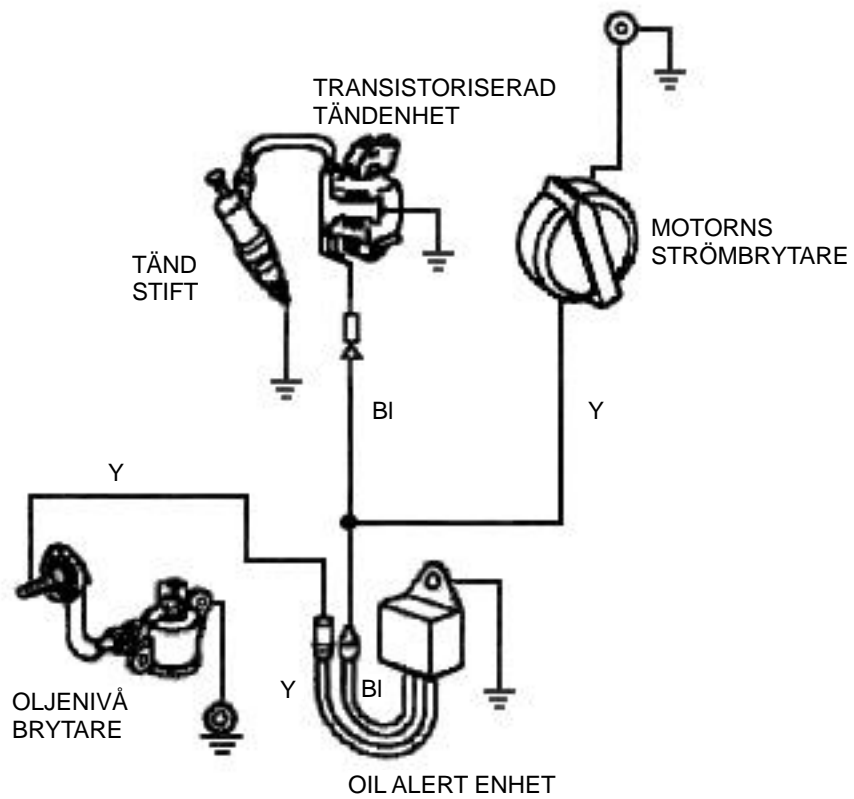 TRANSISTORISERAD
TÄNDENHET
MOTORNS
STRÖMBRYTARE
TÄND
STIFT
Bl
Y
Y
Y
Bl
OLJENIVÅ
BRYTARE
OIL ALERT ENHET